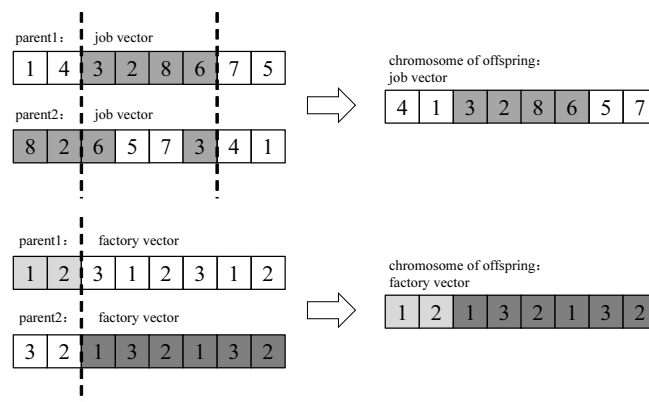 parent1： job vector
1 4 3 2 8 6 7 5
parent2： job vector
8 2 6 5 7 3 4 1
chromosome of offspring：
job vector
4 1 3 2 8 6 5 7
parent1： factory vector
1 2 3 1 2 3 1 2
parent2： factory vector
3 2 1 3 2 1 3 2
chromosome of offspring：
factory vector
1 2 1 3 2 1 3 2